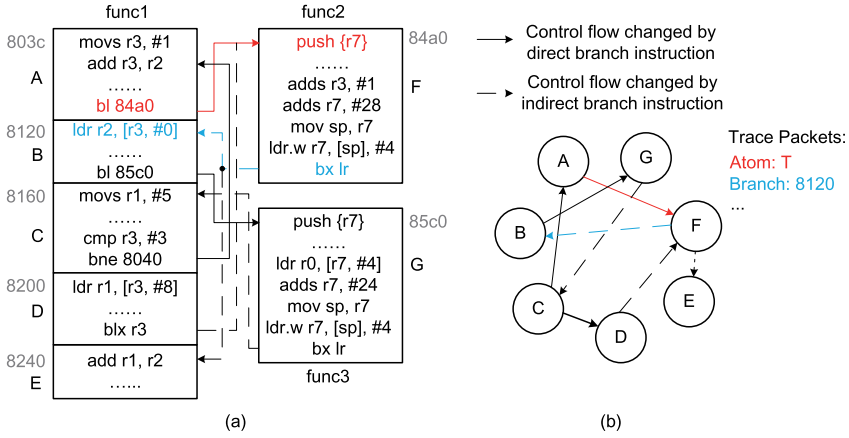 func1
803c
A
movs r3, #1
add r3, r2
......
bl 84a0
8120
B
ldr r2, [r3, #0]
......
bl 85c0
8160
C
movs r1, #5
......
cmp r3, #3
bne 8040
8200
D
ldr r1, [r3, #8]
......
blx r3
8240
E
add r1, r2
......
func2
84a0
F
push {r7}
......
adds r3, #1
adds r7, #28
mov sp, r7
ldr.w r7, [sp], #4
bx lr
85c0
G
push {r7}
......
ldr r0, [r7, #4]
adds r7, #24
mov sp, r7
ldr.w r7, [sp], #4
bx lr
func3
(a)
Control flow changed by
direct branch instruction
Control flow changed by
indirect branch instruction
A
G
B
F
C
D
E
Trace Packets:
Atom: T
Branch: 8120
...
(b)